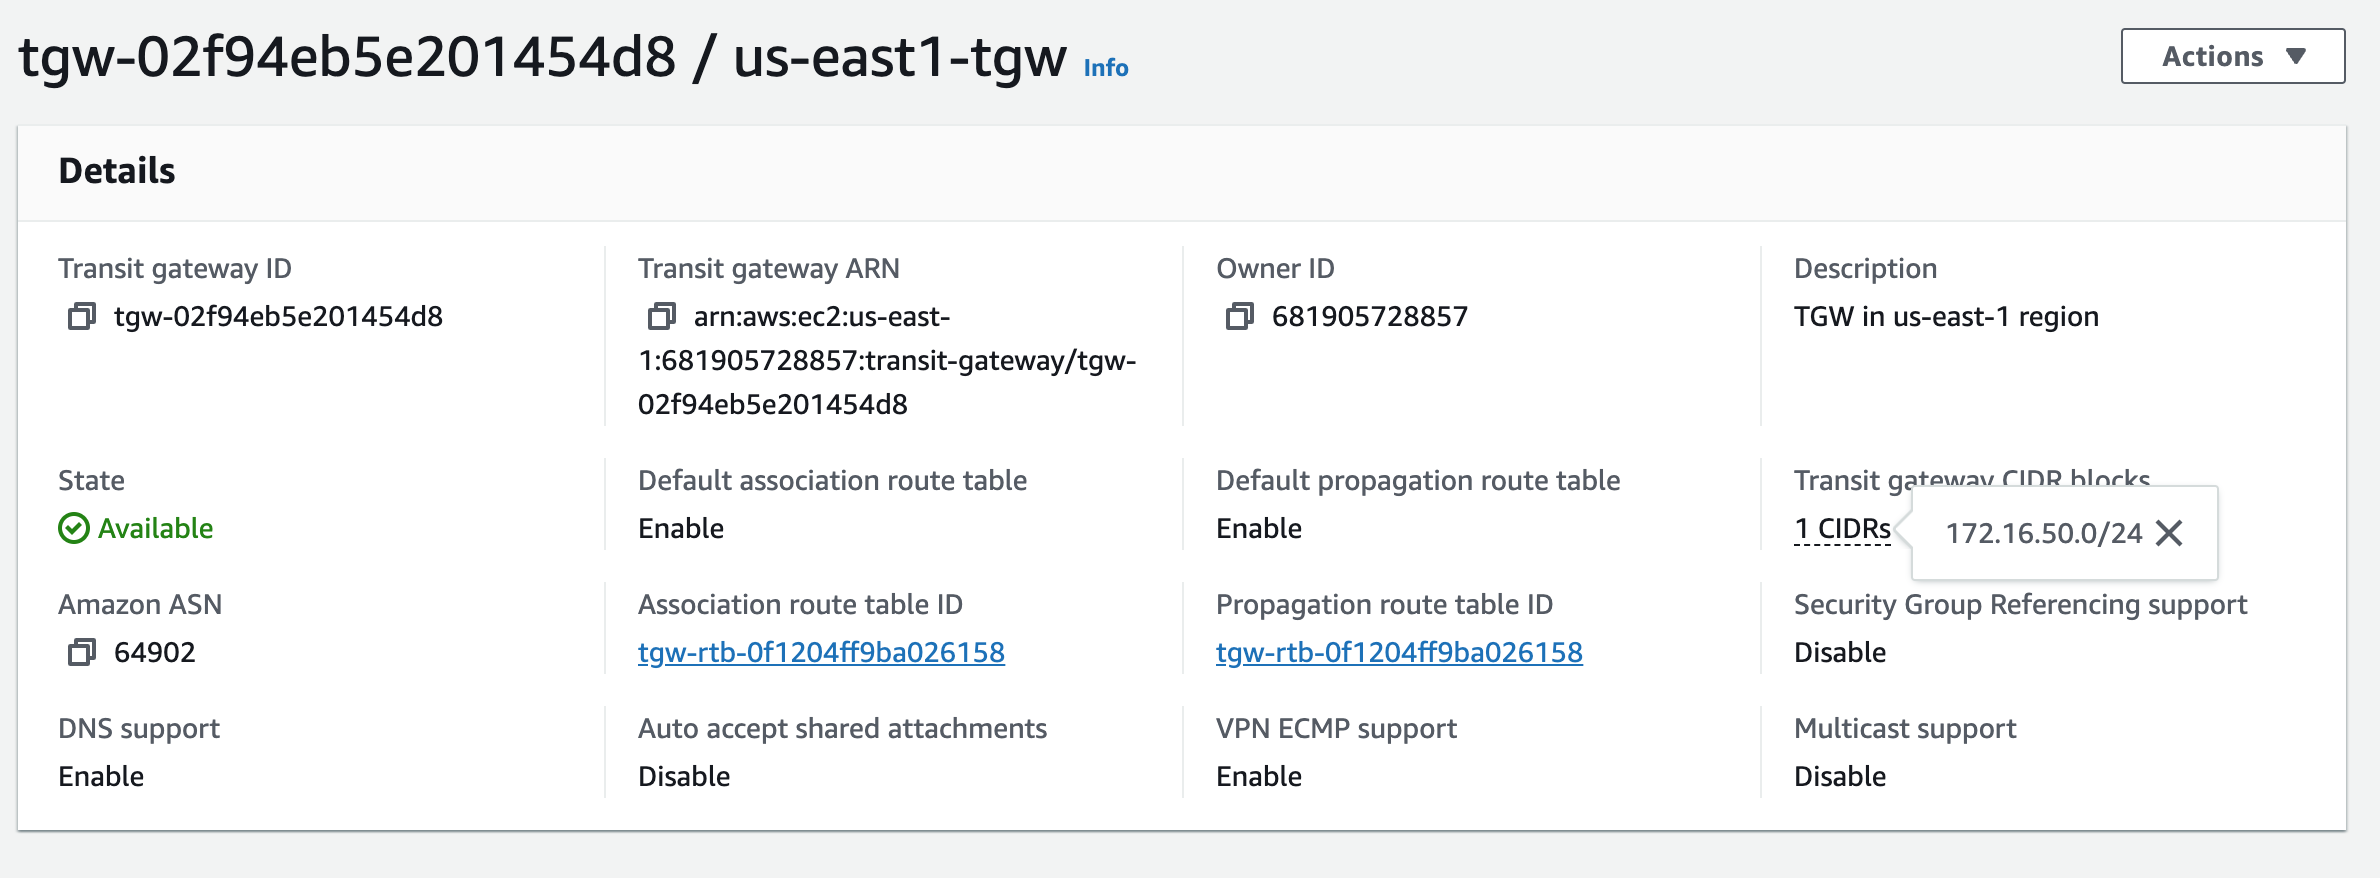 tgw-02f94eb5e201454d8 / us-east1-tgw Info
Actions
Details
Transit gateway ID
tgw-02f94eb5e201454d8
Transit gateway ARN
arn:aws:ec2:us-east-
1:681905728857:transit-gateway/tgw-
02f94eb5e201454d8
Owner ID
681905728857
Description
TGW in us-east-1 region
State
Available
Default association route table
Enable
Default propagation route table
Enable
Transit gateway CIDR blocks
1 CIDRs
172.16.50.0/24
Amazon ASN
64902
Association route table ID
tgw-rtb-0f1204ff9ba026158
Propagation route table ID
tgw-rtb-0f1204ff9ba026158
Security Group Referencing support
Disable
DNS support
Enable
Auto accept shared attachments
Disable
VPN ECMP support
Enable
Multicast support
Disable